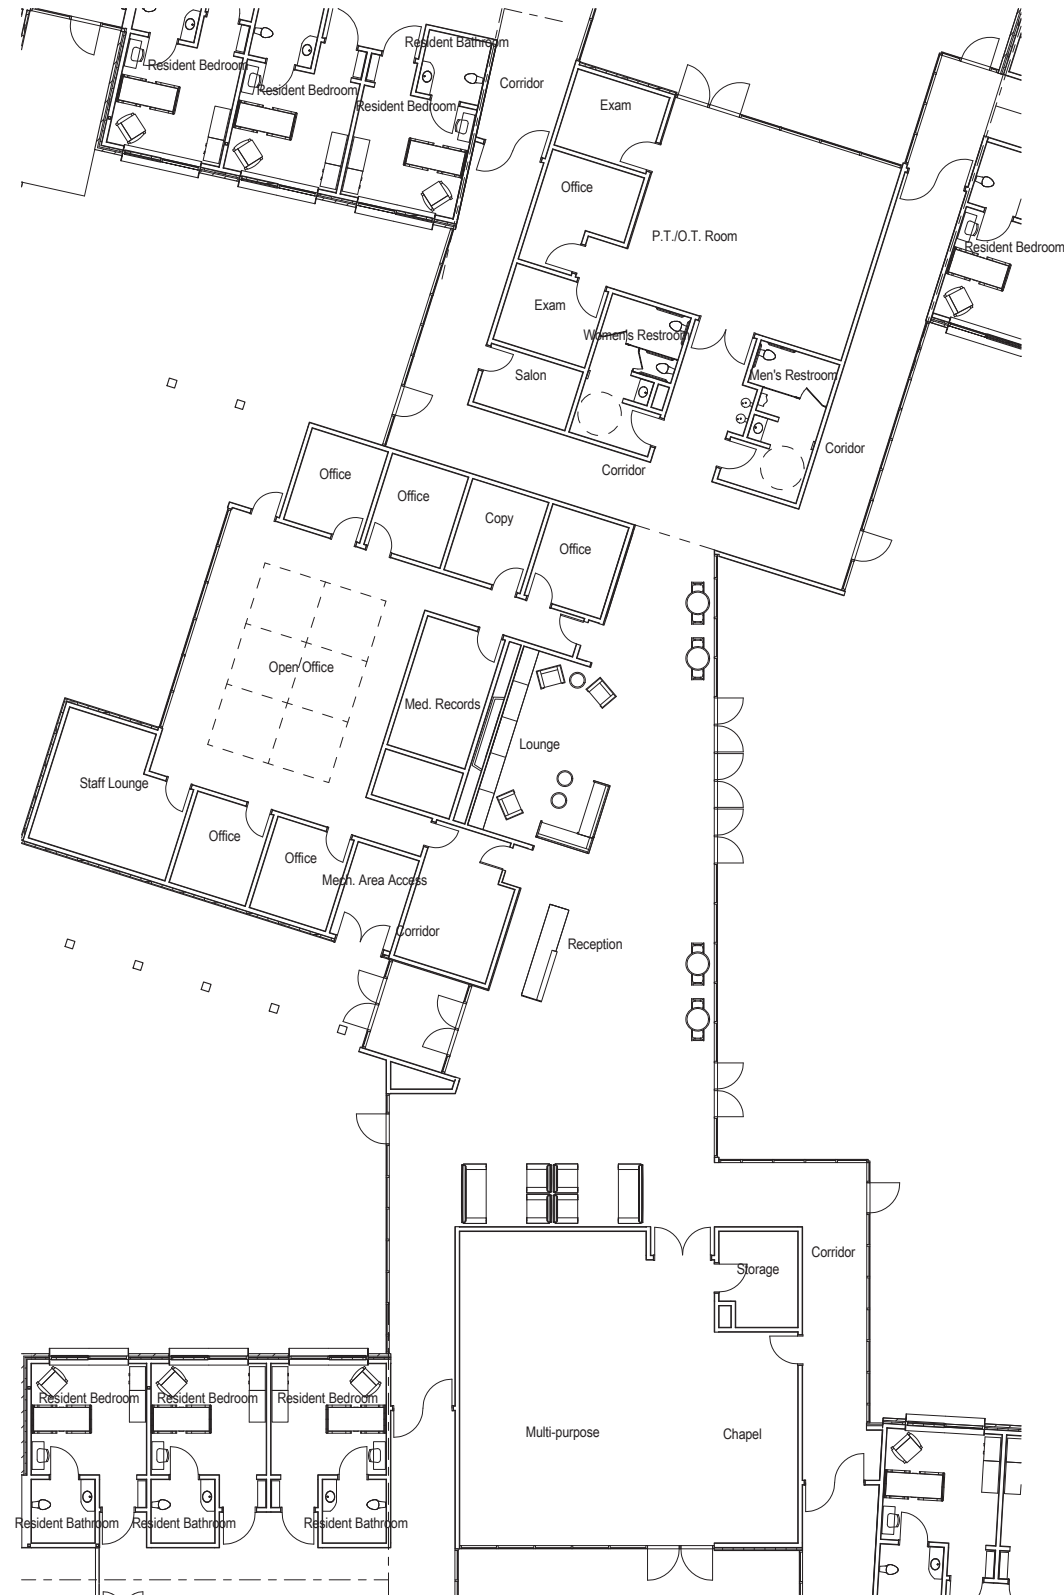 Resident Bathroom
Resident Bedroom
Resident Bedroom
Resident Bedroom
Corridor
Exam
Office
P.T./O.T. Room
Resident Bedroom
Exam
Women's Restroom
Salon
Men's Restroom
Coridor
Corridor
Office
Office
Copy
Office
Open Office
Med. Records
Lounge
Staff Lounge
Office
Office
Mech. Area Access
Corridor
Reception
Corridor
Storage
Resident Bedroom
Resident Bedroom
Resident Bedroom
Multi-purpose
Chapel
Resident Bathroom
Resident Bathroom
Resident Bathroom